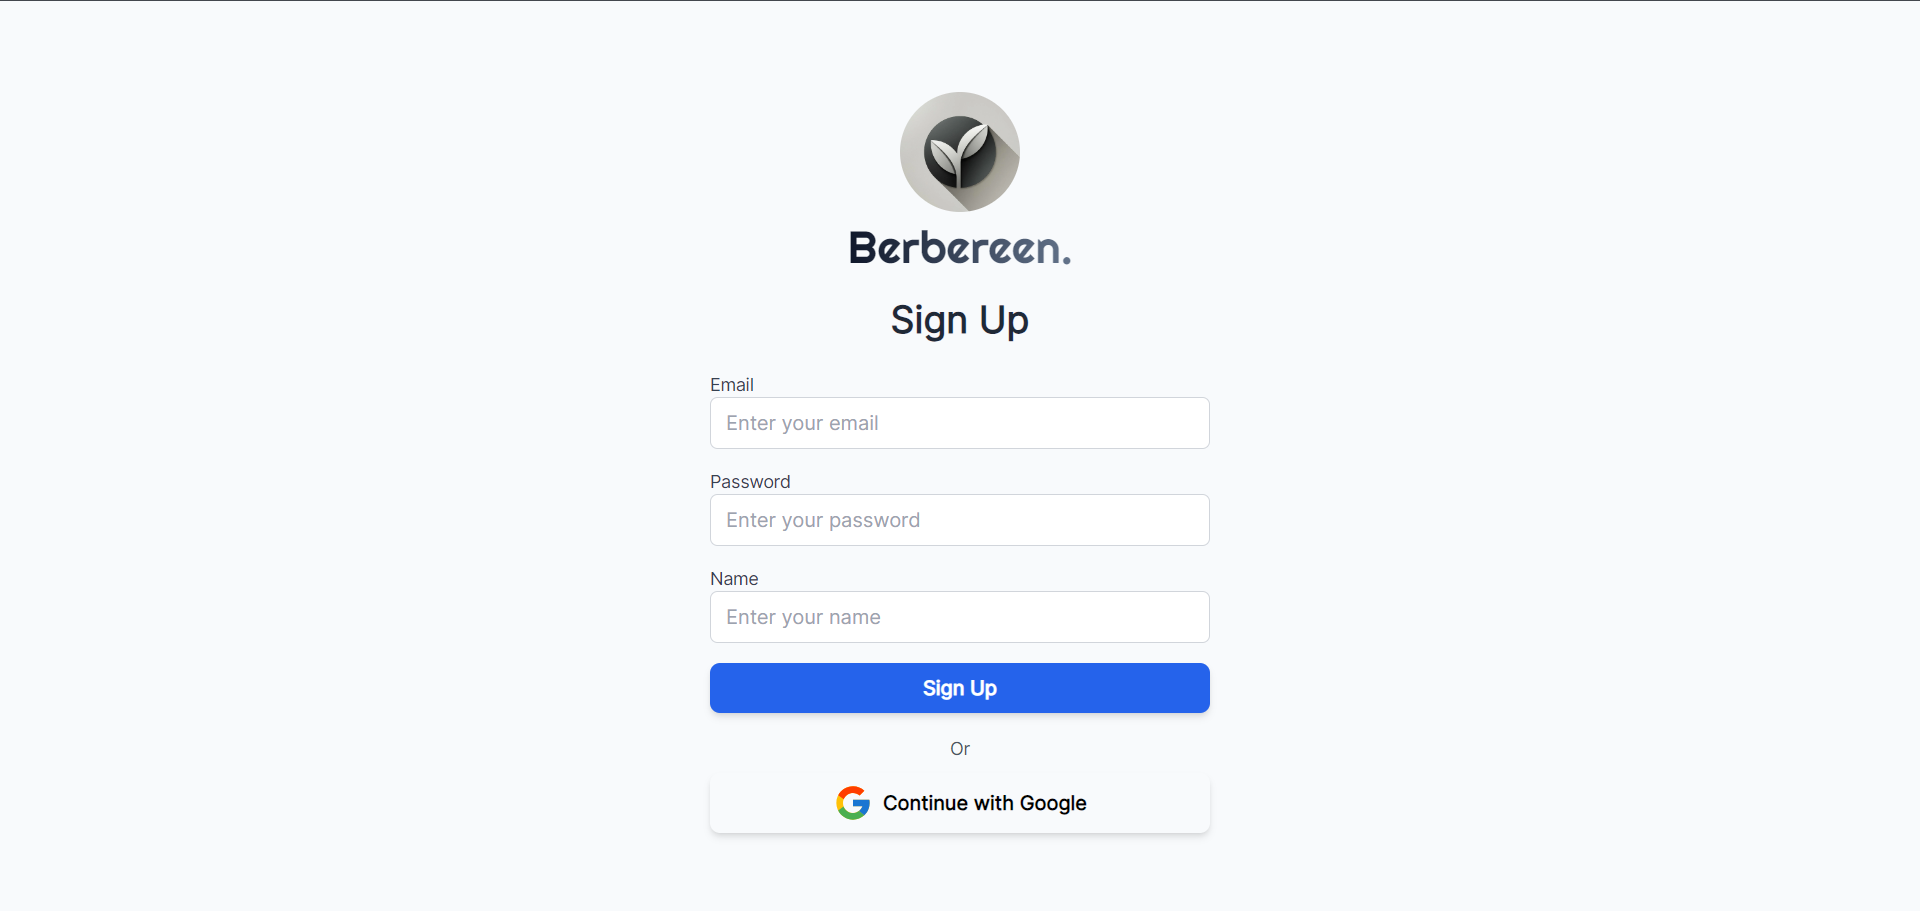 Berbereen.
Sign Up
Email
Enter your email
Password
Enter your password
Name
Enter your name
Sign Up
Or
Continue with Google